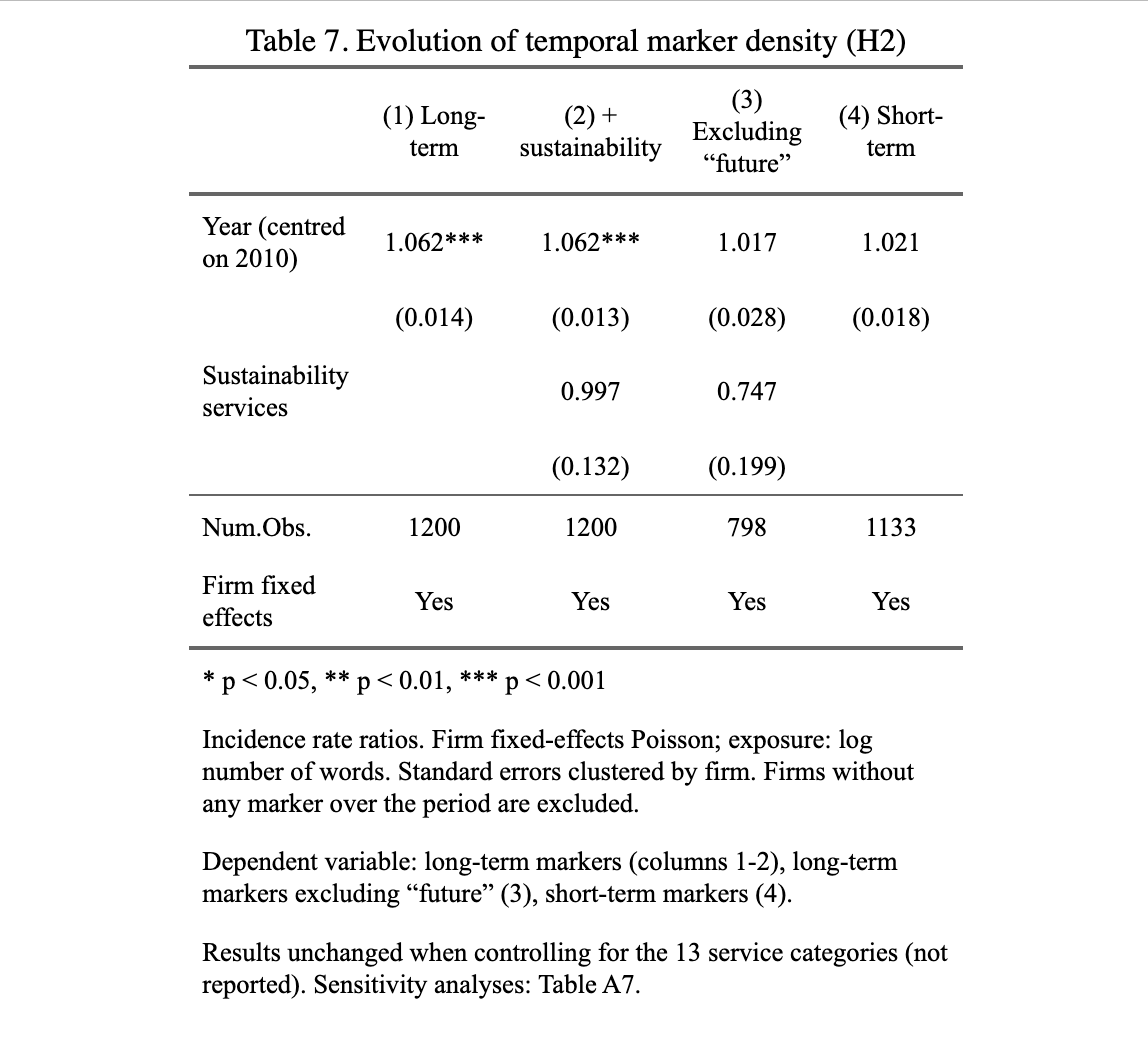 Table 7. Evolution of temporal marker density (H2)
(1) Long-term
(2) + sustainability
(3) Excluding “future”
(4) Short-term
Year (centred on 2010)
1.062*** 1.062*** 1.017 1.021
(0.014) (0.013) (0.028) (0.018)
Sustainability services
0.997 0.747
(0.132) (0.199)
Num.Obs. 1200 1200 798 1133
Firm fixed effects
Yes Yes Yes Yes
* p < 0.05, ** p < 0.01, *** p < 0.001
Incidence rate ratios. Firm fixed-effects Poisson; exposure: log
number of words. Standard errors clustered by firm. Firms without
any marker over the period are excluded.
Dependent variable: long-term markers (columns 1-2), long-term
markers excluding “future” (3), short-term markers (4).
Results unchanged when controlling for the 13 service categories (not
reported). Sensitivity analyses: Table A7.